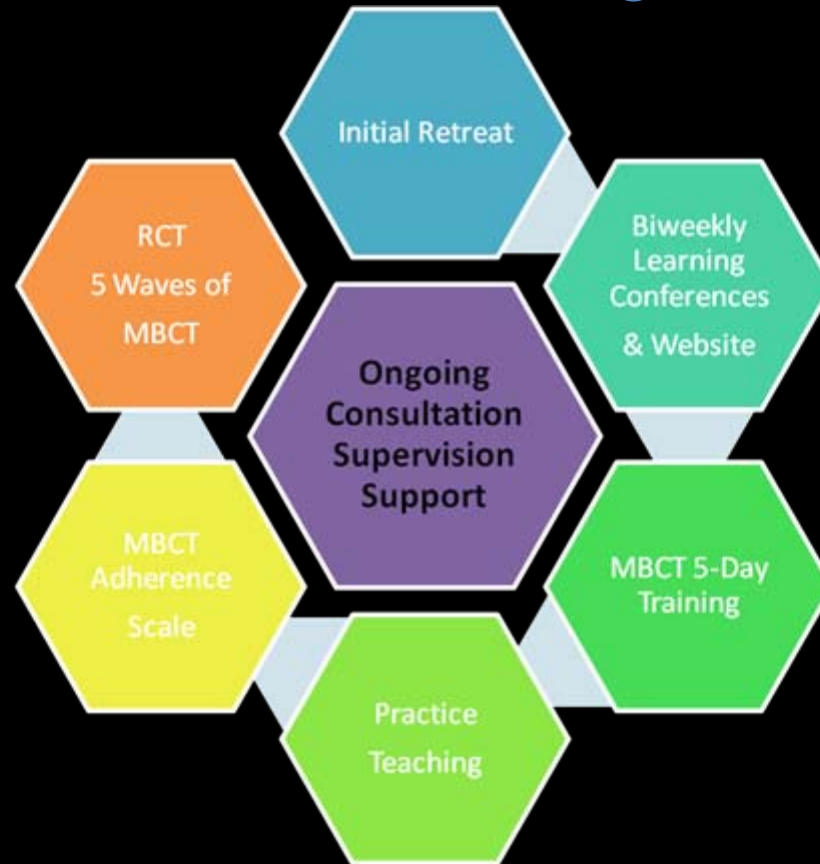 Initial Retreat
Biweekly
Learning
Conferences
& Website
MBCT 5-Day
Training
Practice
Teaching
MBCT
Adherence
Scale
RCT
5 Waves of
MBCT
Ongoing
Consultation
Supervision
Support